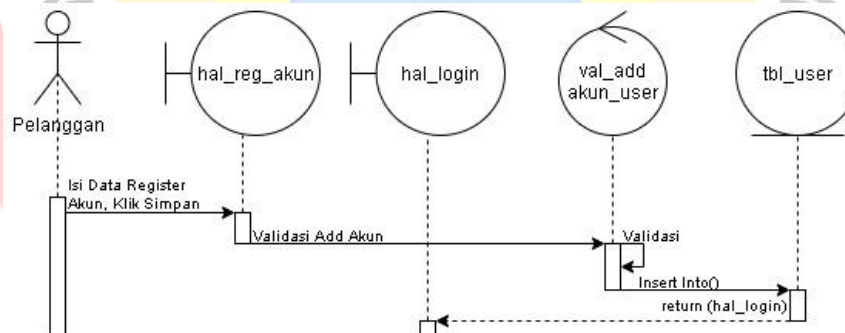 Pelanggan
hal_reg_akun
hal_login
val_add
akun_user
tbl_user
Isi Data Register
Akun, Klik Simpan
Validasi Add Akun
Validasi
Insert Into()
return (hal_login)